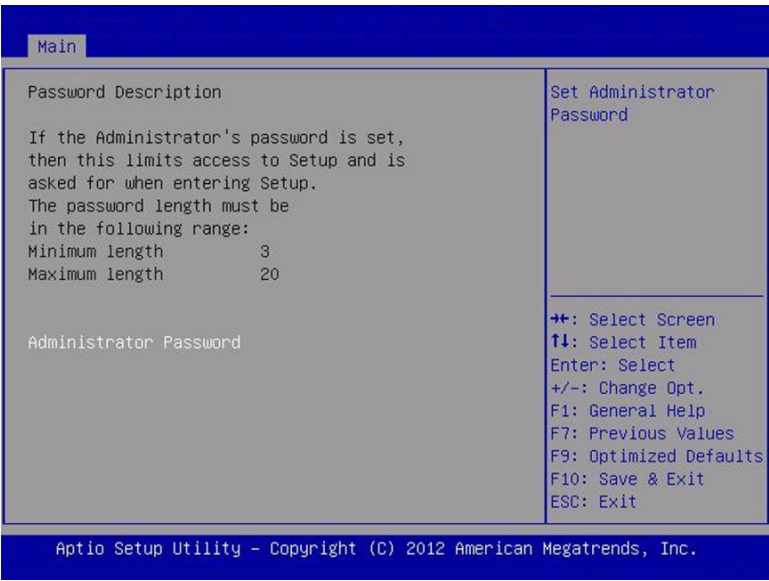 Main
Password Description
If the Administrator's password is set,
then this limits access to Setup and is
asked for when entering Setup.
The password length must be
in the following range:
Minimum length 3
Maximum length 20
Administrator Password
Set Administrator
Password
→←: Select Screen
↑↓: Select Item
Enter: Select
+/-: Change Opt.
F1: General Help
F7: Previous Values
F9: Optimized Defaults
F10: Save & Exit
ESC: Exit
Aptio Setup Utility – Copyright (C) 2012 American Megatrends, Inc.